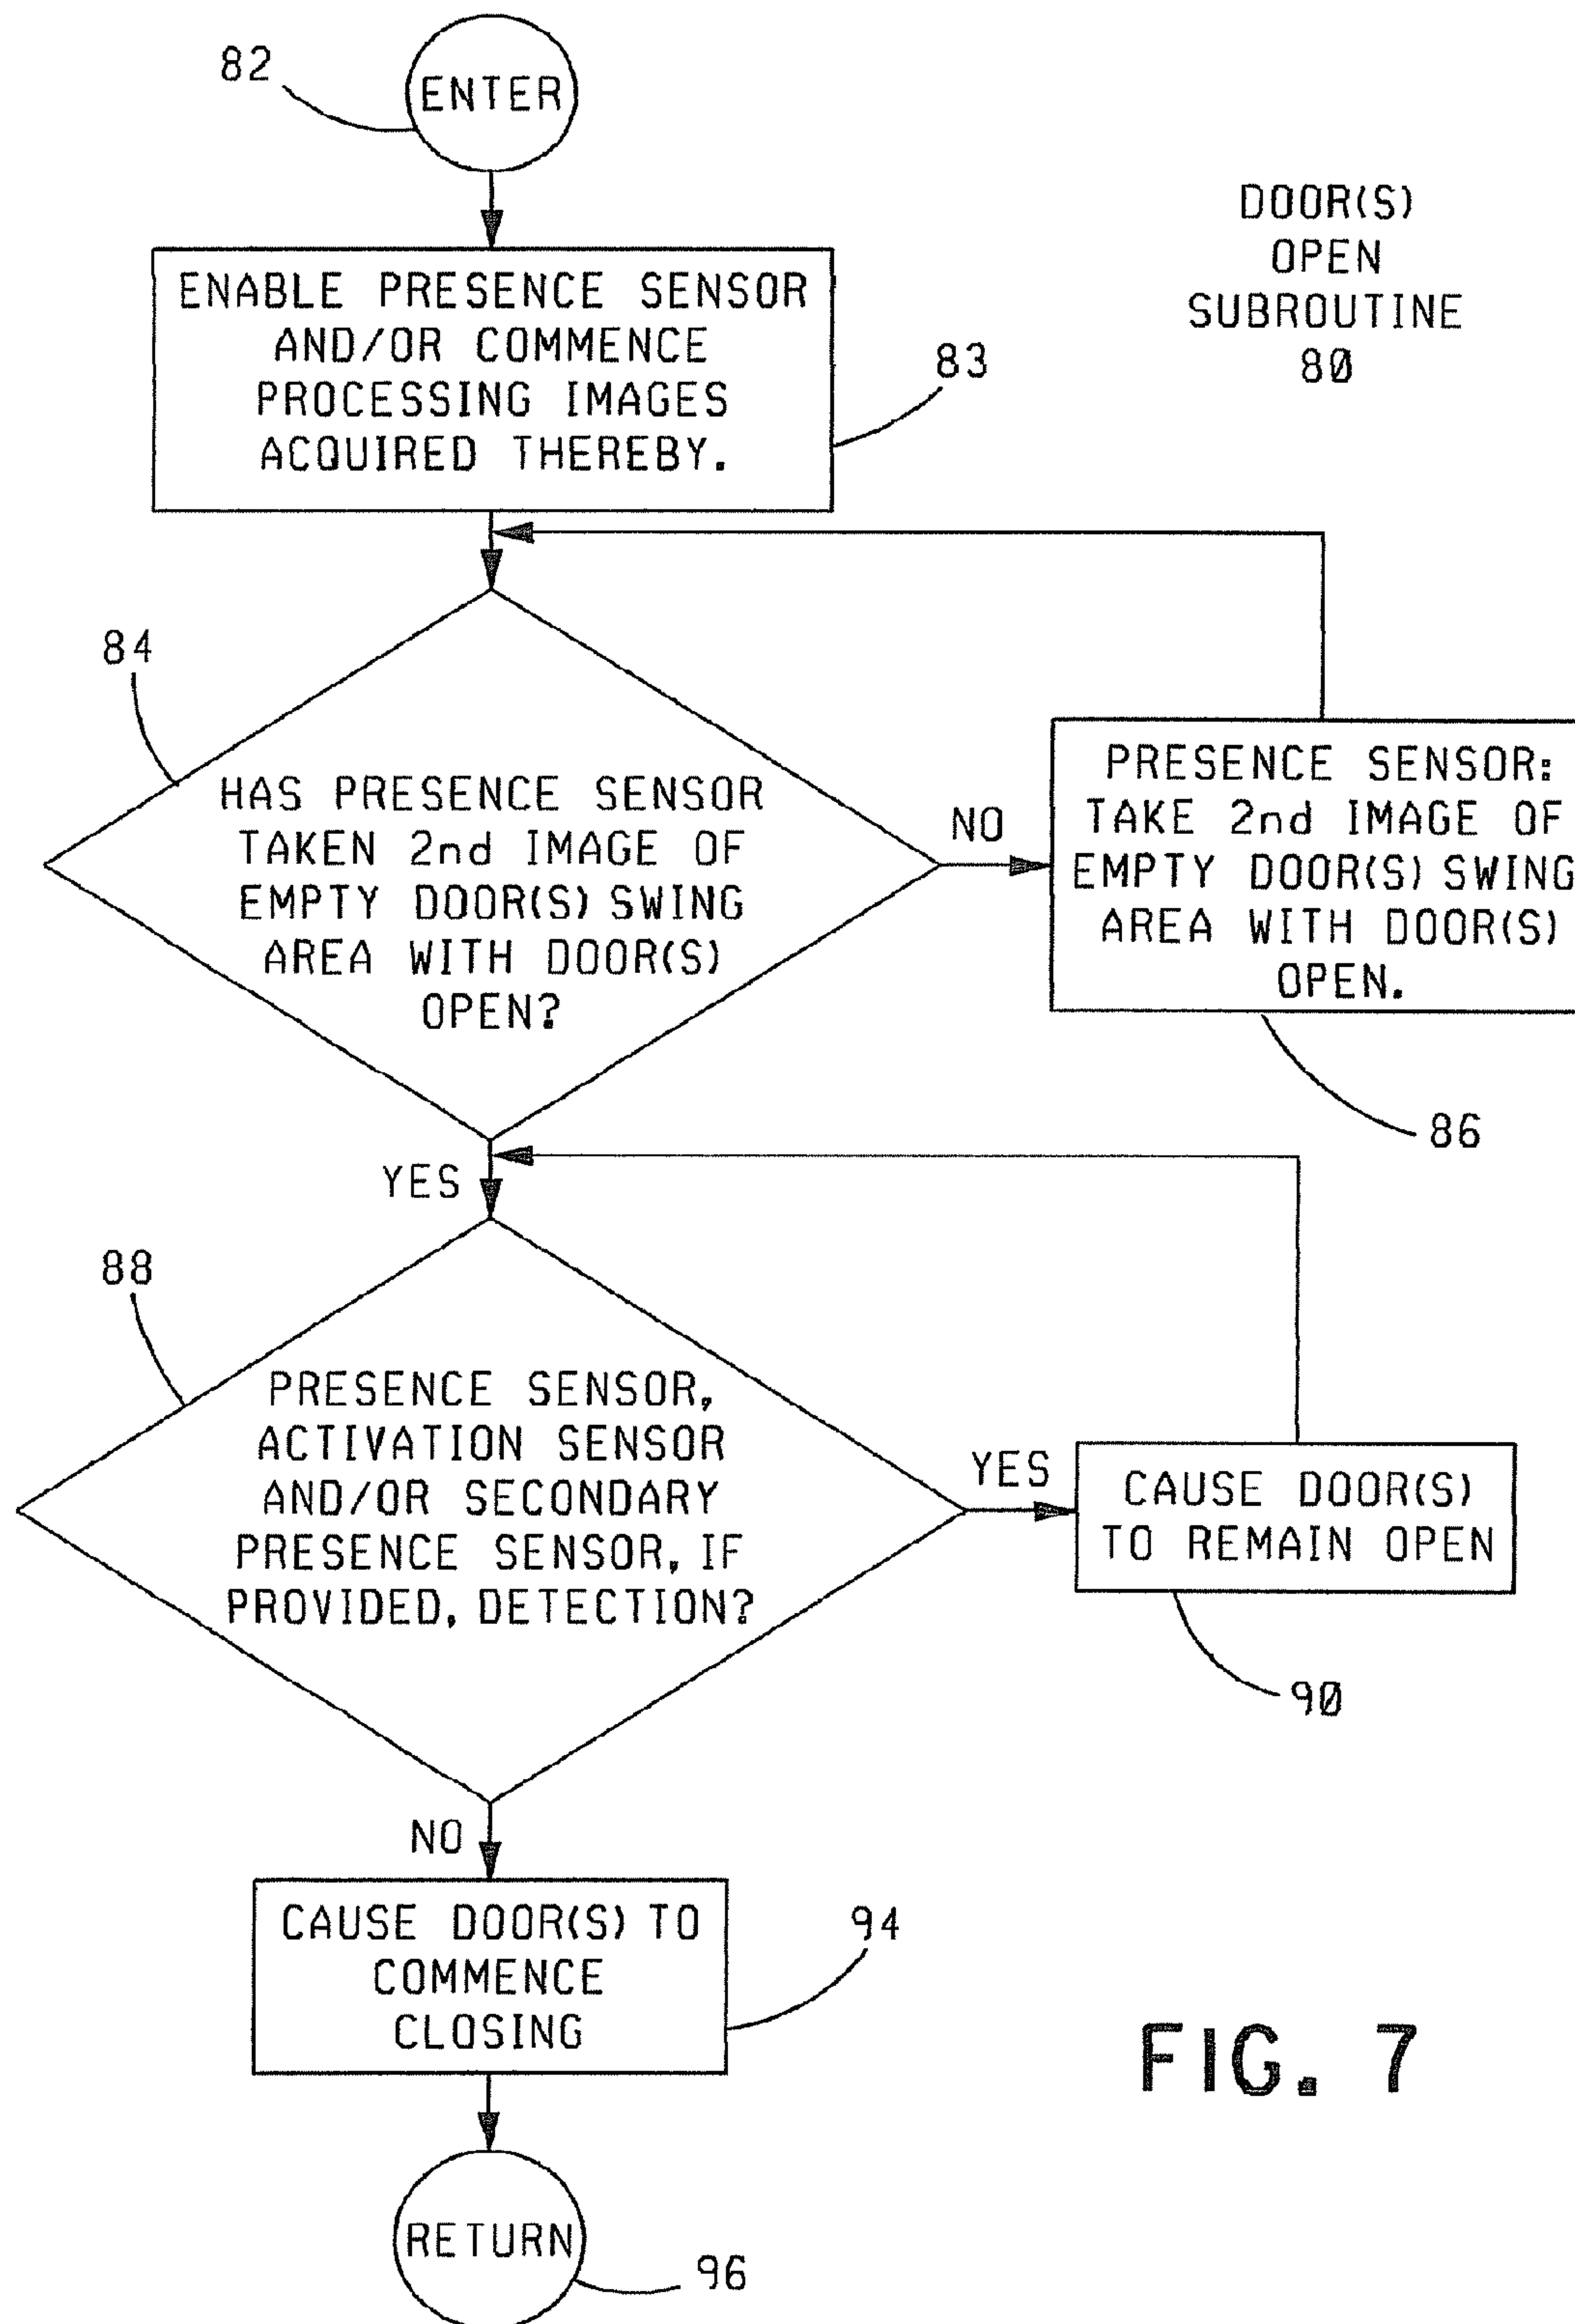 82
ENTER
DOOR(S)
OPEN
SUBROUTINE
80
ENABLE PRESENCE SENSOR
AND/OR COMMENCE
PROCESSING IMAGES
ACQUIRED THEREBY.
83
84
HAS PRESENCE SENSOR
TAKEN 2nd IMAGE OF
EMPTY DOOR(S) SWING
AREA WITH DOOR(S)
OPEN?
NO
PRESENCE SENSOR:
TAKE 2nd IMAGE OF
EMPTY DOOR(S) SWING
AREA WITH DOOR(S)
OPEN.
86
YES
88
PRESENCE SENSOR,
ACTIVATION SENSOR
AND/OR SECONDARY
PRESENCE SENSOR, IF
PROVIDED, DETECTION?
YES
CAUSE DOOR(S)
TO REMAIN OPEN
90
NO
CAUSE DOOR(S) TO
COMMENCE
CLOSING
94
FIG. 7
RETURN
96